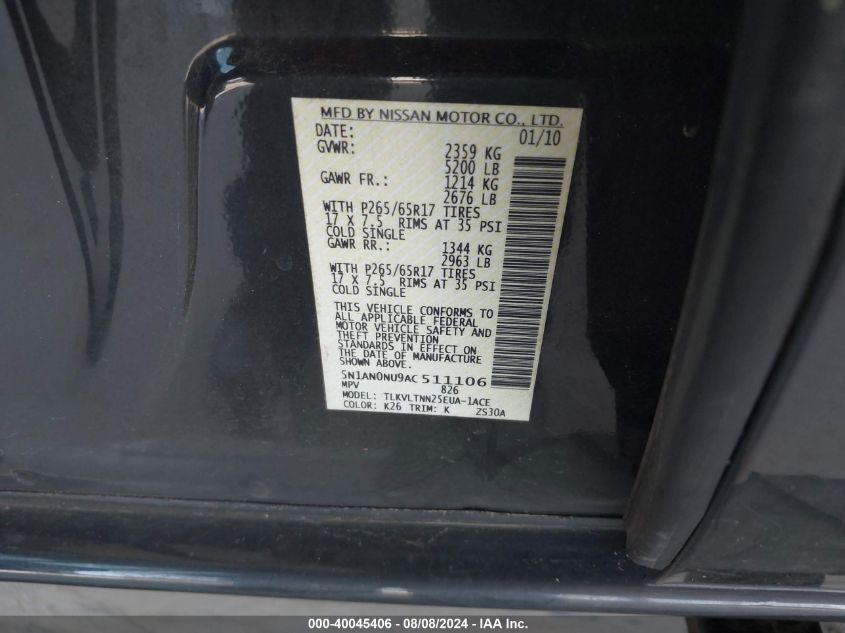 MFD BY NISSAN MOTOR CO., LTD.
DATE: 01/10
GVWR: 2359 KG
5200 LB
GAWR FR.: 1214 KG
2676 LB
WITH P265/65R17 TIRES
17 X 7.5 RIMS AT 35 PSI
COLD SINGLE
GAWR RR.: 1344 KG
2963 LB
WITH P265/65R17 TIRES
17 X 7.5 RIMS AT 35 PSI
COLD SINGLE
THIS VEHICLE CONFORMS TO
ALL APPLICABLE FEDERAL
MOTOR VEHICLE SAFETY AND
THEFT PREVENTION
STANDARDS IN EFFECT ON
THE DATE OF MANUFACTURE
SHOWN ABOVE.
5N1AN0NU9AC511106
MPV 826
MODEL: TLKVLTNN25EUA-1ACE
COLOR: K26 TRIM: K ZS30A
000-40045406 - 08/08/2024 - IAA Inc.